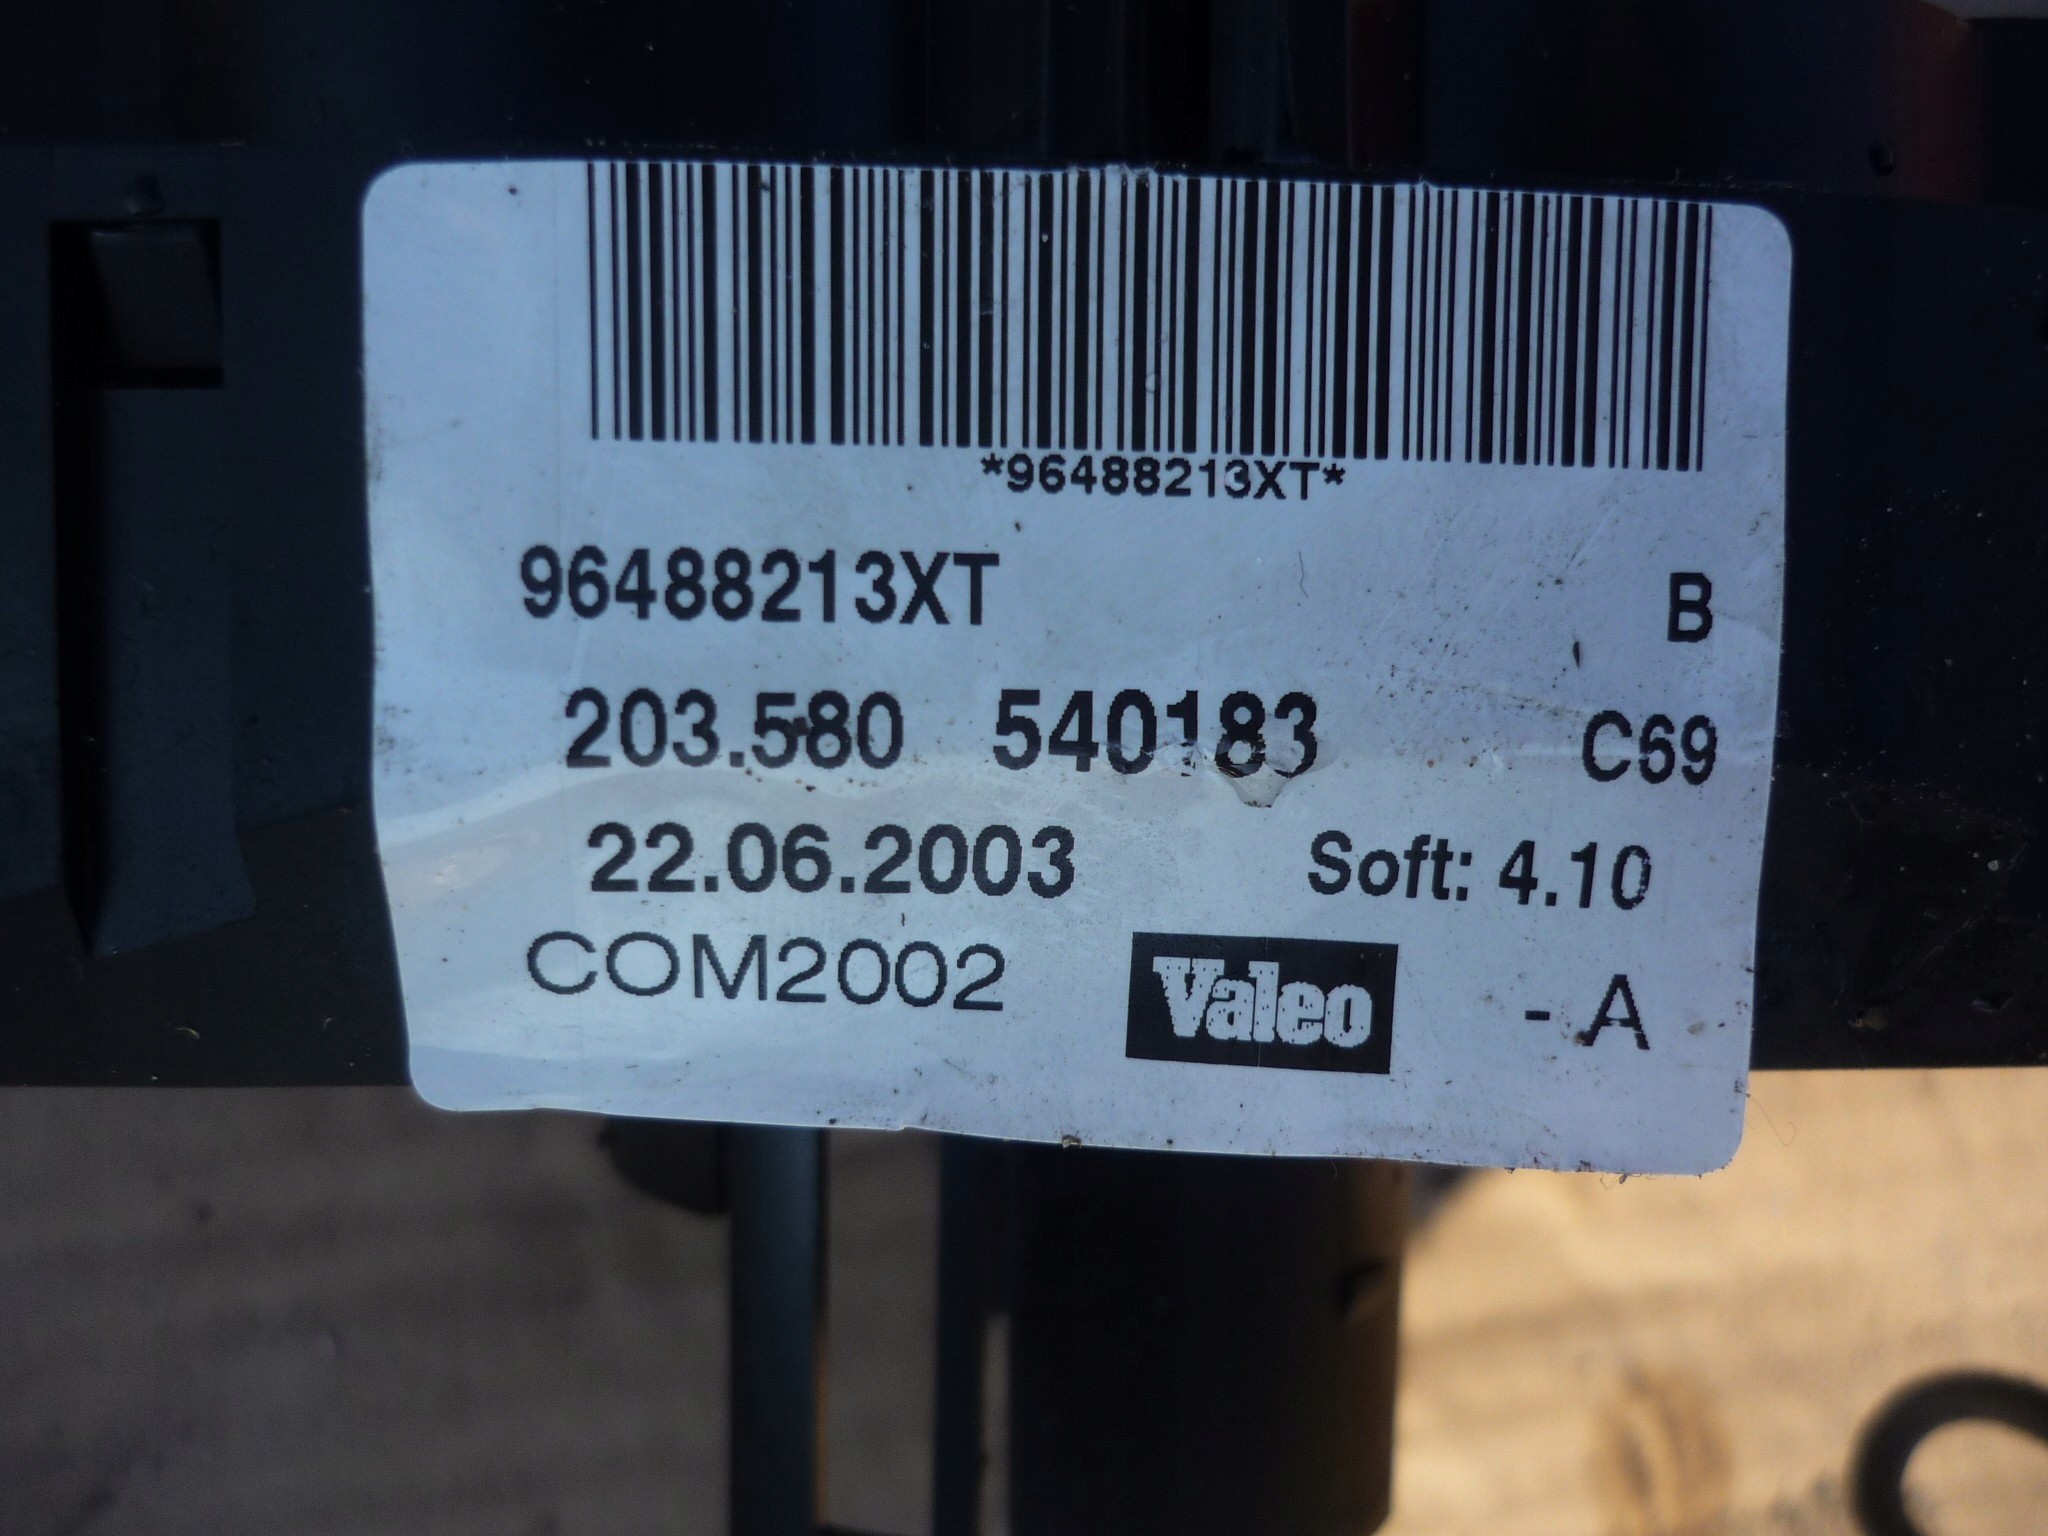 *96488213XT*
96488213XT B
203.580 540183 C69
22.06.2003 Soft: 4.10
COM2002 Valeo - A